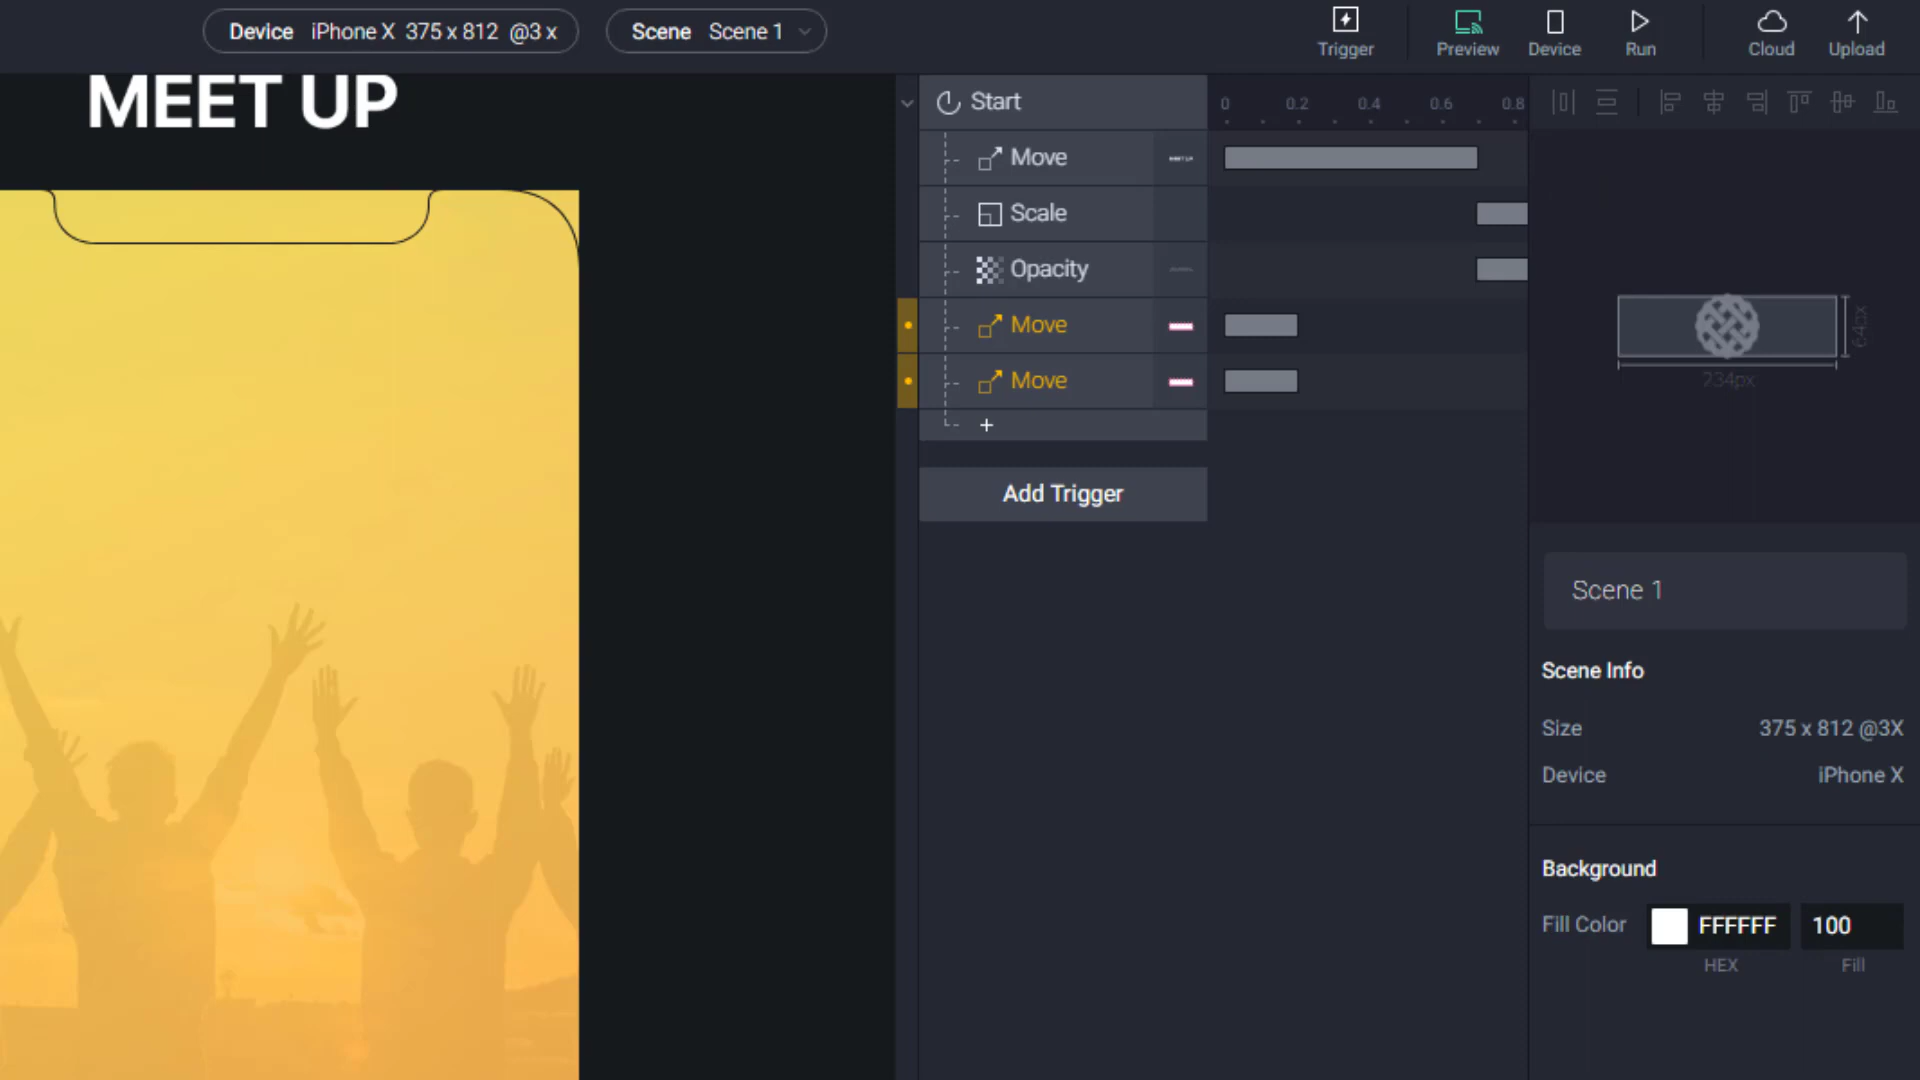 Device iPhone X 375 x 812 @3 x
Scene Scene 1
Trigger
Preview
Device
Run
Cloud
Upload
MEET UP
Start
0 0.2 0.4 0.6 0.8
Move
Scale
Opacity
Move
Move
+
Add Trigger
64px
234px
Scene 1
Scene Info
Size 375 x 812 @3X
Device iPhone X
Background
Fill Color FFFFFF 100
HEX Fill